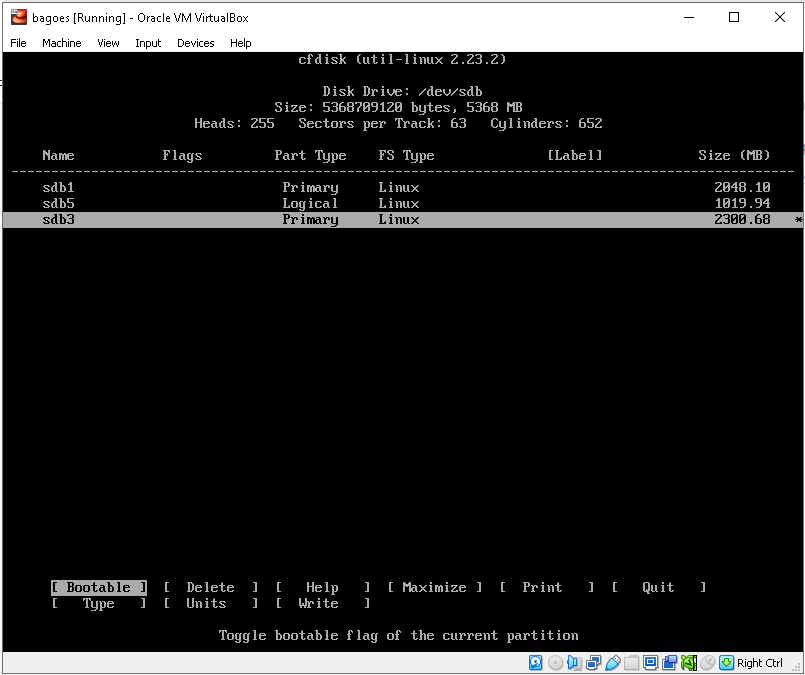 bagoes [Running] - Oracle VM VirtualBox
File Machine View Input Devices Help
cfdisk (util-linux 2.23.2)
Disk Drive: /dev/sdb
Size: 5368709120 bytes, 5368 MB
Heads: 255 Sectors per Track: 63 Cylinders: 652
Name Flags Part Type FS Type [Label] Size (MB)
sdb1 Primary Linux 2048.10
sdb5 Logical Linux 1019.94
sdb3 Primary Linux 2300.68 *
[ Bootable ] [ Delete ] [ Help ] [ Maximize ] [ Print ] [ Quit ]
[ Type ] [ Units ] [ Write ]
Toggle bootable flag of the current partition
Right Ctrl